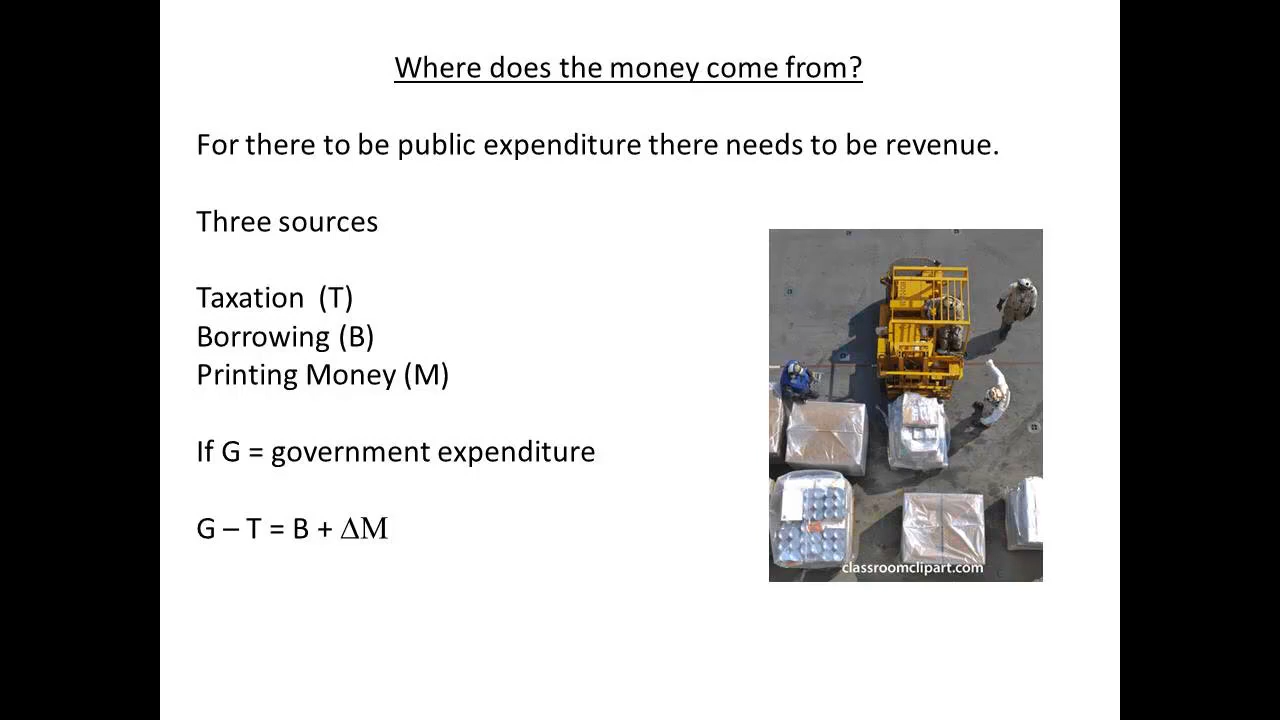 Where does the money come from?
For there to be public expenditure there needs to be revenue.
Three sources
Taxation (T)
Borrowing (B)
Printing Money (M)
If G = government expenditure
G – T = B + ΔM
classroomclipart.com